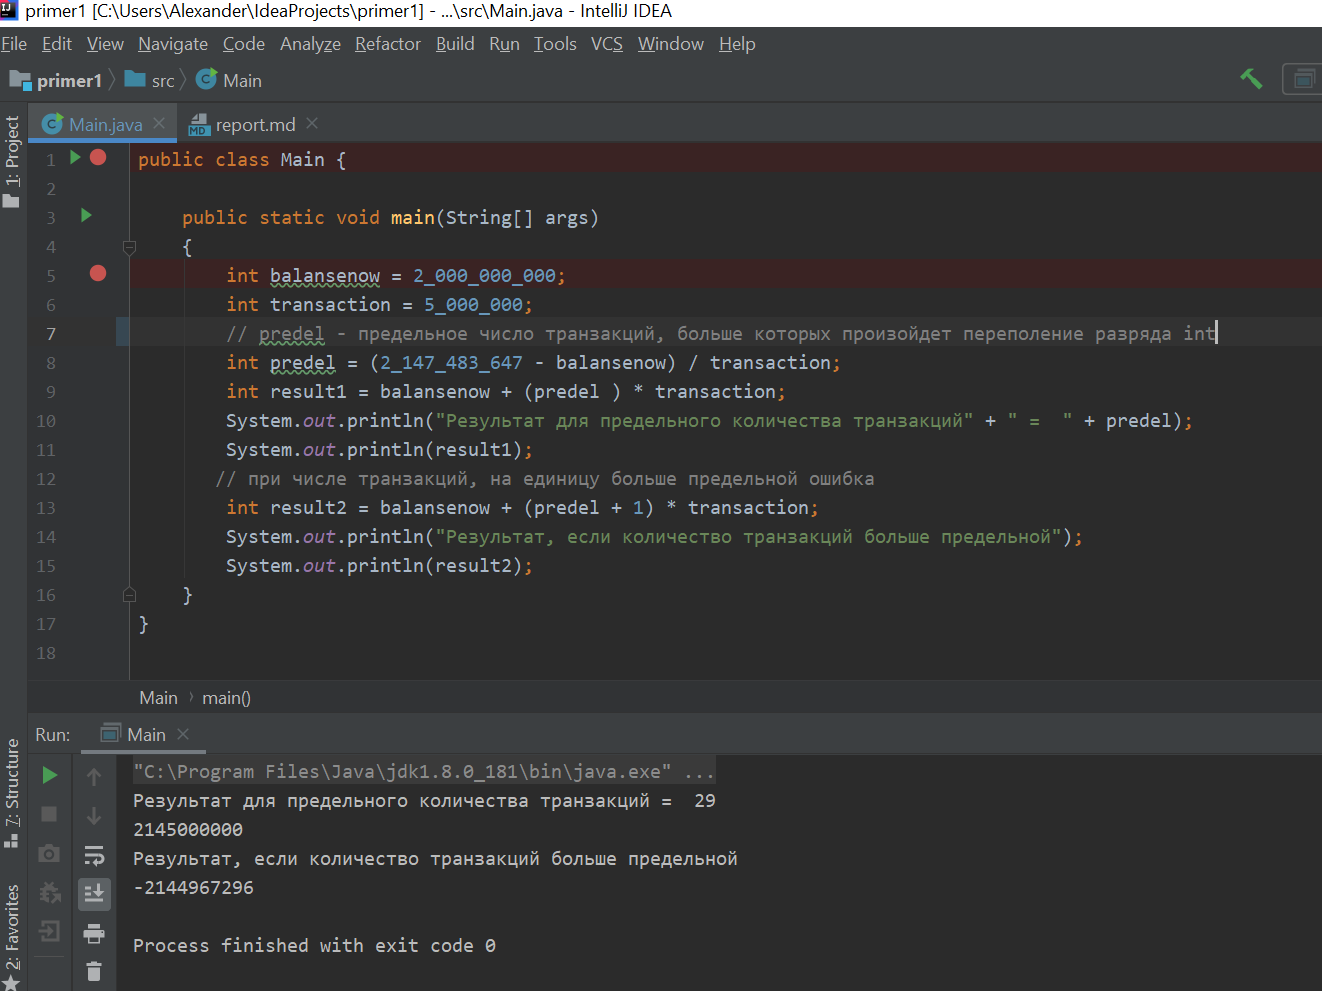 primer1 [C:\Users\Alexander\IdeaProjects\primer1] - ...\src\Main.java - IntelliJ IDEA
File Edit View Navigate Code Analyze Refactor Build Run Tools VCS Window Help
primer1 src Main
Main.java report.md
1: Project
1 public class Main {
2
3 public static void main(String[] args)
4 {
5 int balansenow = 2_000_000_000;
6 int transaction = 5_000_000;
7 // predel - предельное число транзакций, больше которых произойдет переполение разряда int
8 int predel = (2_147_483_647 - balansenow) / transaction;
9 int result1 = balansenow + (predel ) * transaction;
10 System.out.println("Результат для предельного количества транзакций" + " =  " + predel);
11 System.out.println(result1);
12 // при числе транзакций, на единицу больше предельной ошибка
13 int result2 = balansenow + (predel + 1) * transaction;
14 System.out.println("Результат, если количество транзакций больше предельной");
15 System.out.println(result2);
16 }
17 }
18
Main main()
Run: Main
7: Structure
2: Favorites
"C:\Program Files\Java\jdk1.8.0_181\bin\java.exe" ...
Результат для предельного количества транзакций =  29
2145000000
Результат, если количество транзакций больше предельной
-2144967296
Process finished with exit code 0